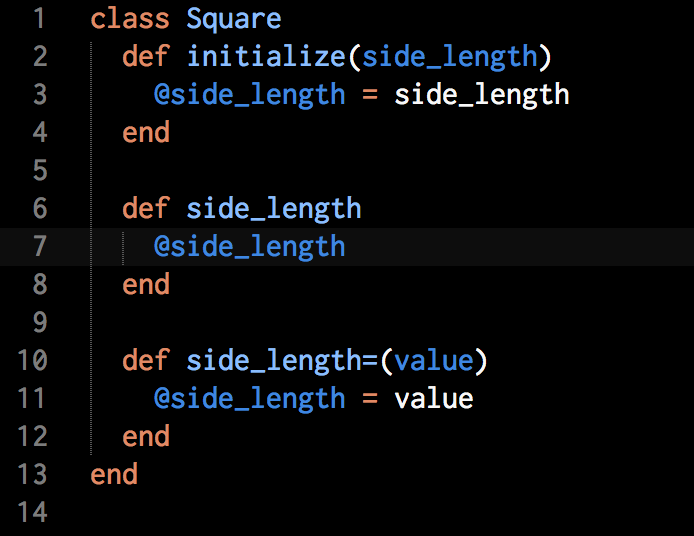 1 class Square
2   def initialize(side_length)
3     @side_length = side_length
4   end
5
6   def side_length
7     @side_length
8   end
9
10   def side_length=(value)
11     @side_length = value
12   end
13 end
14